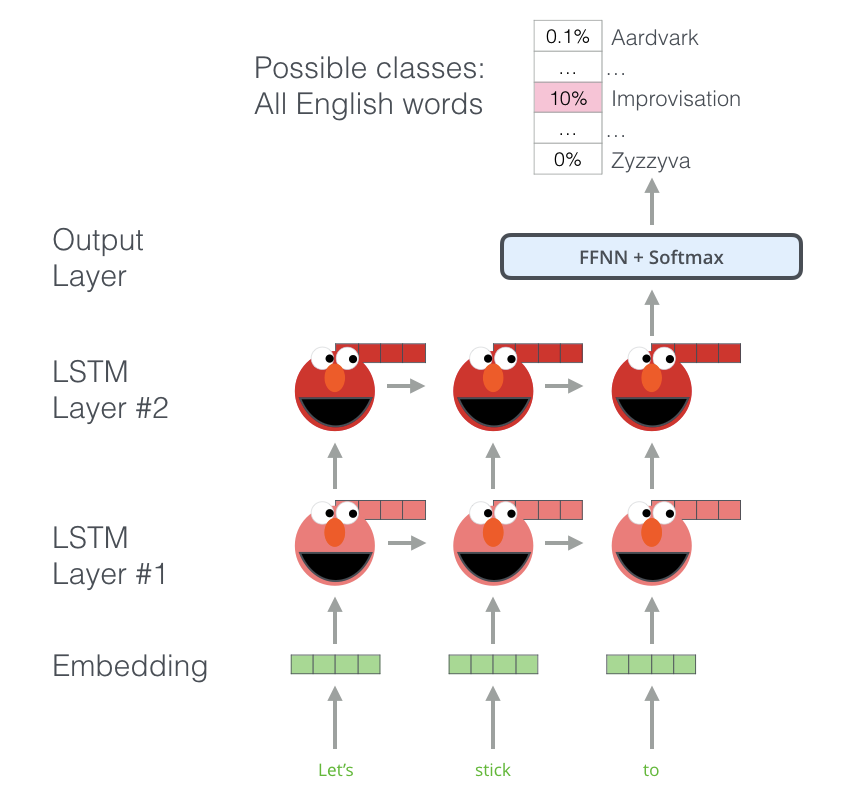 Possible classes:
All English words
0.1% Aardvark
... ...
10% Improvisation
... ...
0% Zyzzyva
Output
Layer
FFNN + Softmax
LSTM
Layer #2
LSTM
Layer #1
Embedding
Let's stick to